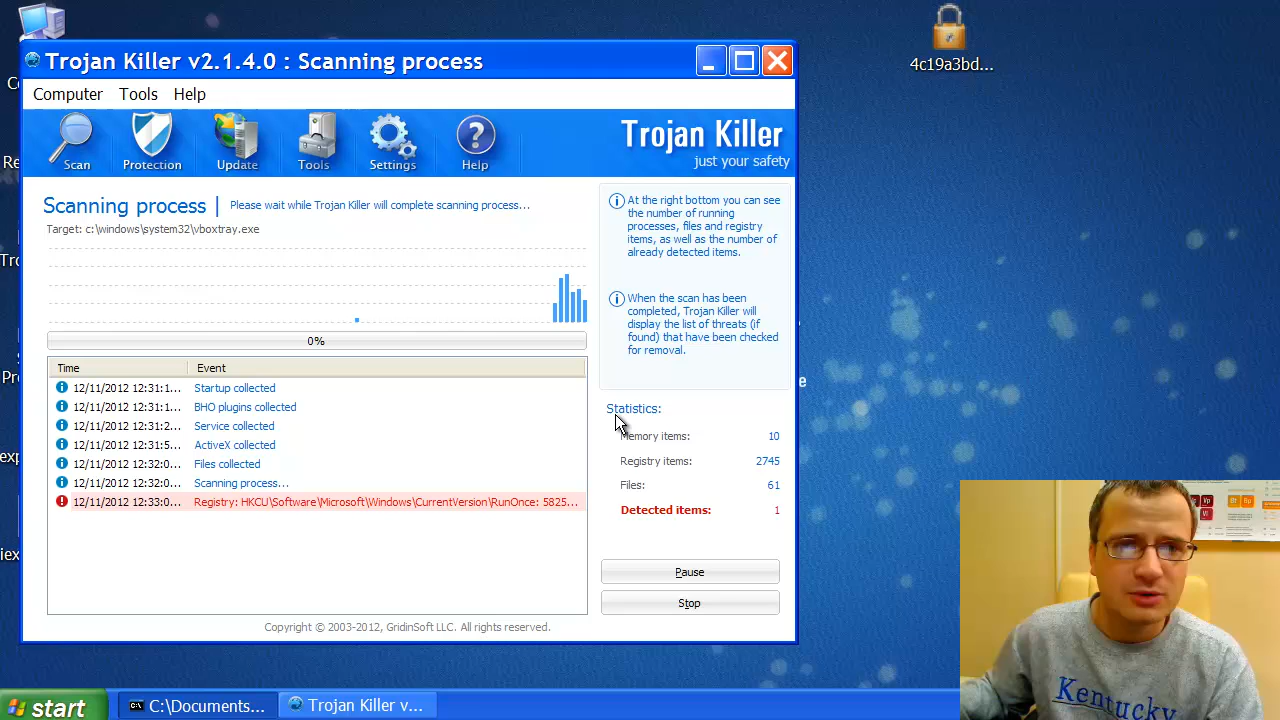 4c19a3bd...
Trojan Killer v2.1.4.0 : Scanning process
Computer Tools Help
Scan Protection Update Tools Settings Help
Trojan Killer
just your safety
Scanning process | Please wait while Trojan Killer will complete scanning process...
Target: c:\windows\system32\vboxtray.exe
0%
Time Event
12/11/2012 12:31:1... Startup collected
12/11/2012 12:31:1... BHO plugins collected
12/11/2012 12:31:2... Service collected
12/11/2012 12:31:5... ActiveX collected
12/11/2012 12:32:0... Files collected
12/11/2012 12:32:0... Scanning process...
12/11/2012 12:33:0... Registry: HKCU\Software\Microsoft\Windows\CurrentVersion\RunOnce: 5825...
At the right bottom you can see
the number of running
processes, files and registry
items, as well as the number of
already detected items.
When the scan has been
completed, Trojan Killer will
display the list of threats (if
found) that have been checked
for removal.
Statistics:
Memory items: 10
Registry items: 2745
Files: 61
Detected items: 1
Pause
Stop
Copyright © 2003-2012, GridinSoft LLC. All rights reserved.
Kentucky
start C:\Documents... Trojan Killer v...